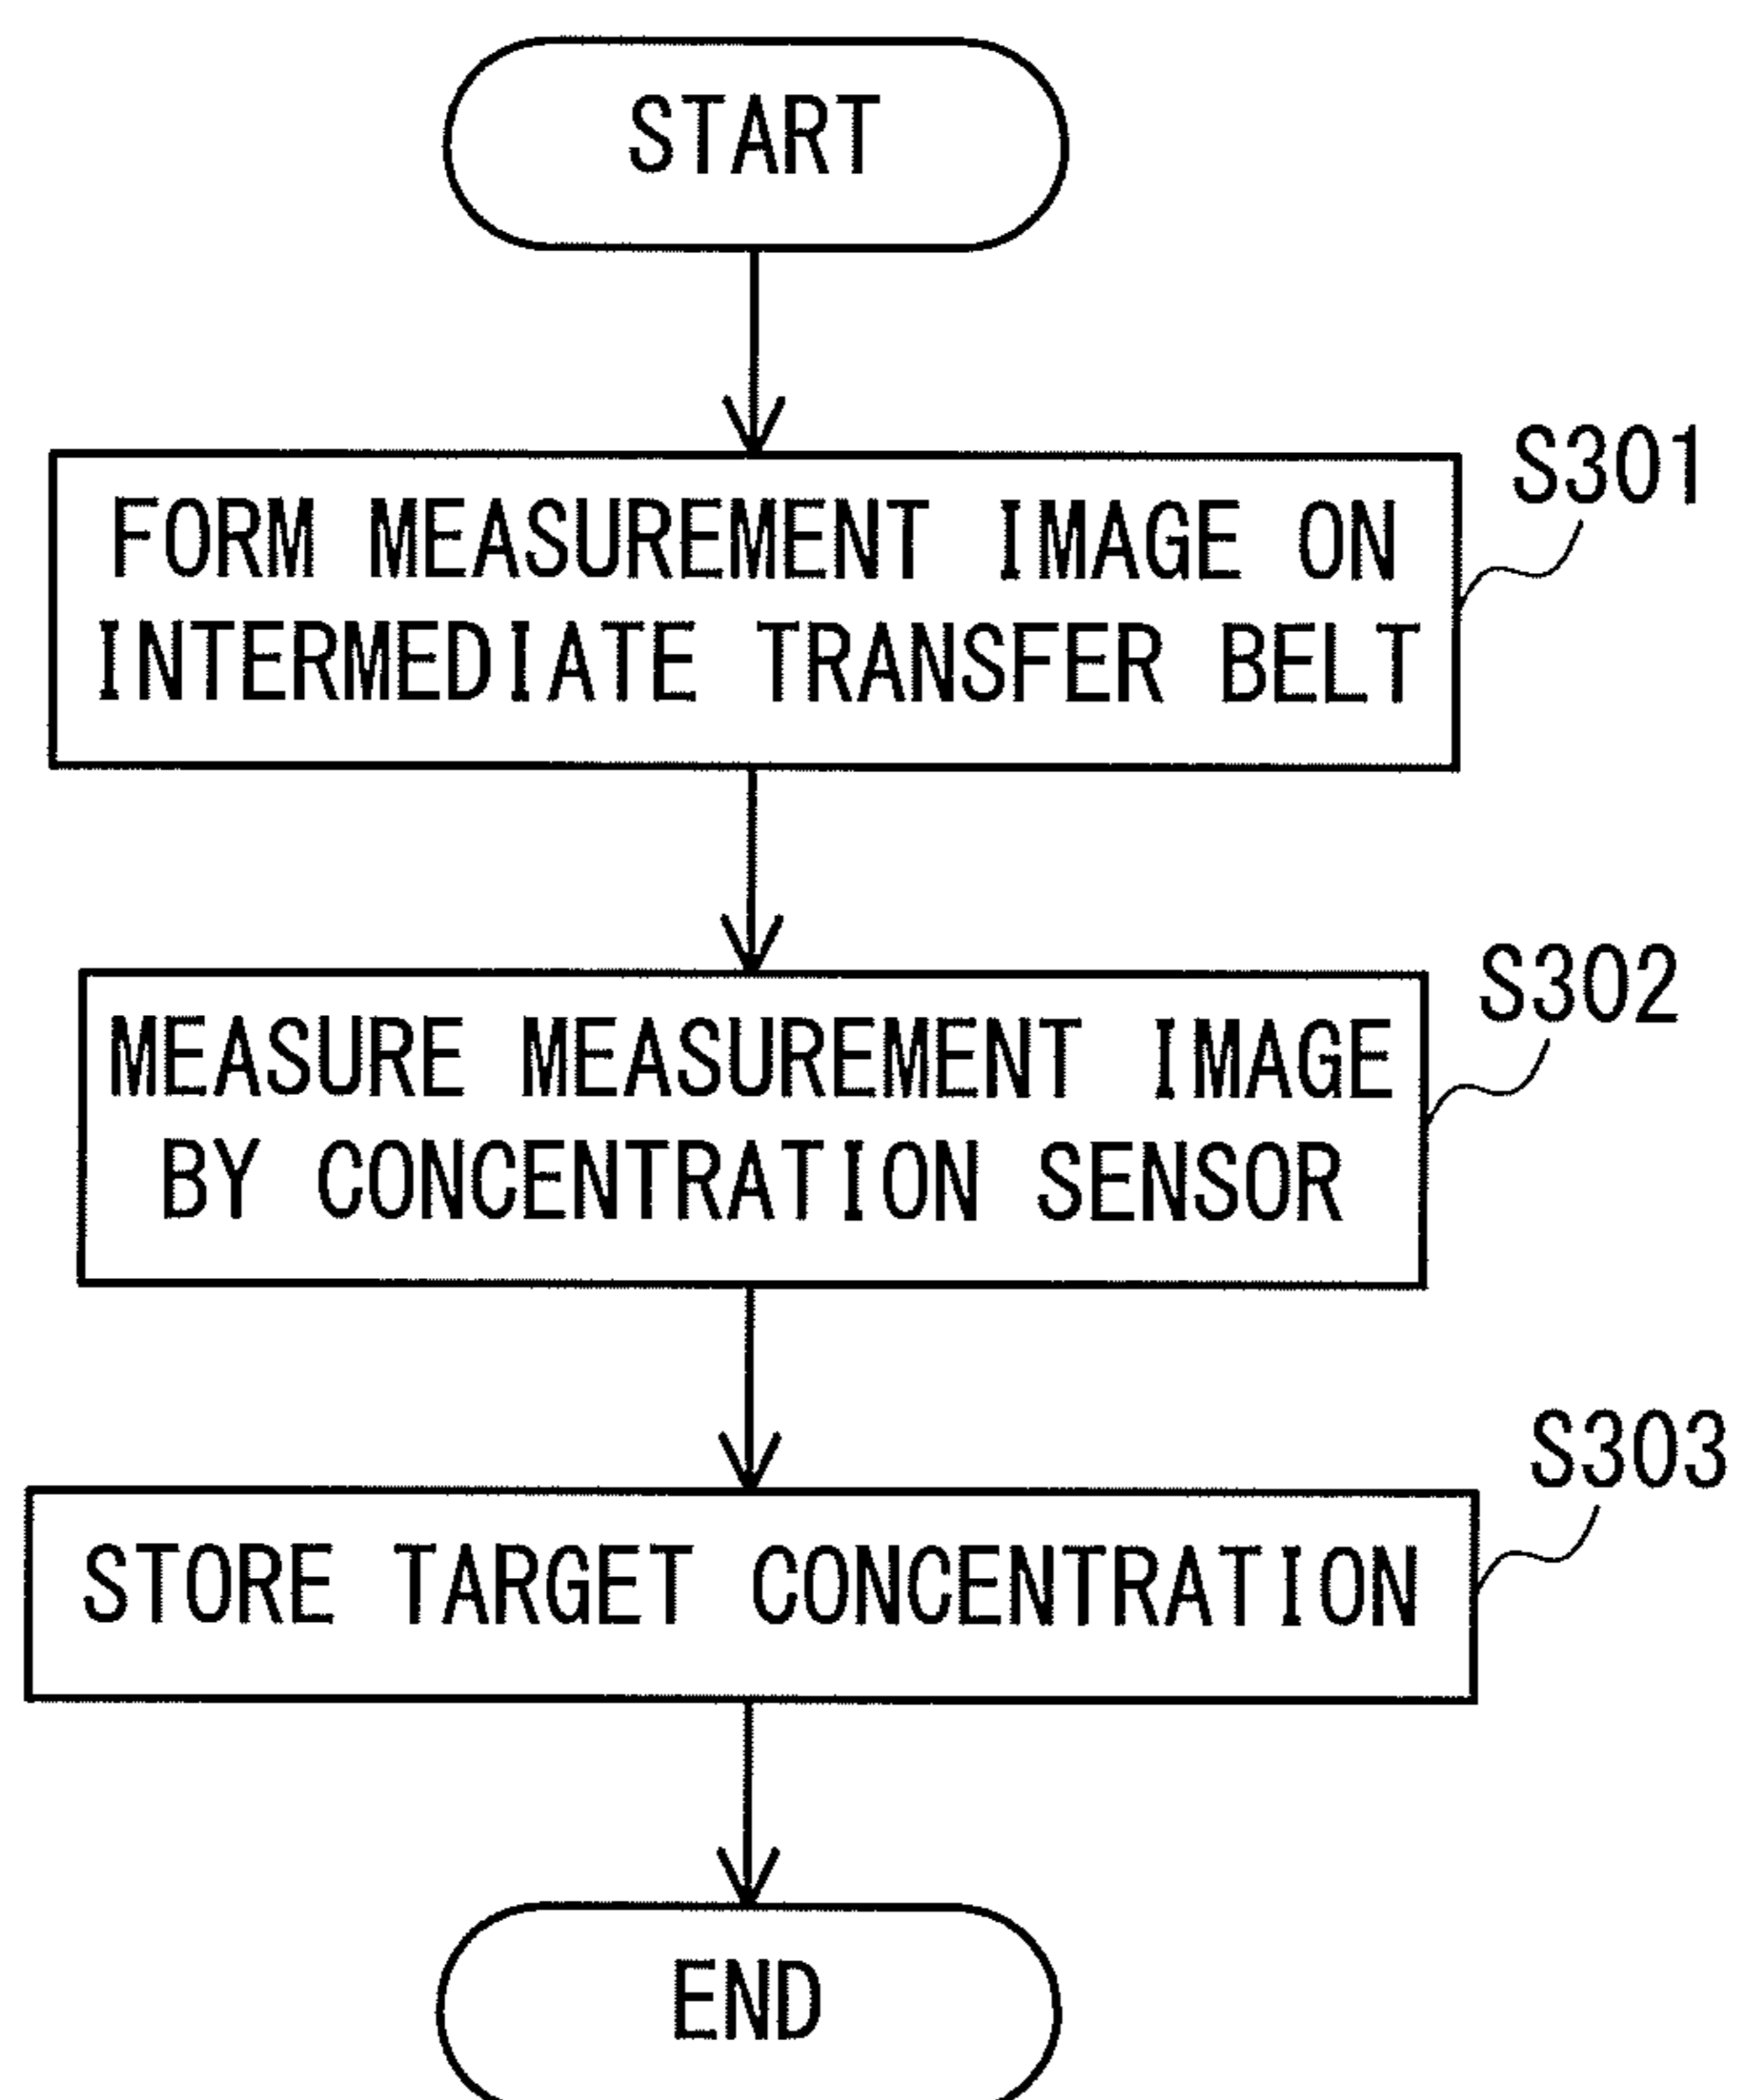 START
S301
FORM MEASUREMENT IMAGE ON
INTERMEDIATE TRANSFER BELT
S302
MEASURE MEASUREMENT IMAGE
BY CONCENTRATION SENSOR
S303
STORE TARGET CONCENTRATION
END